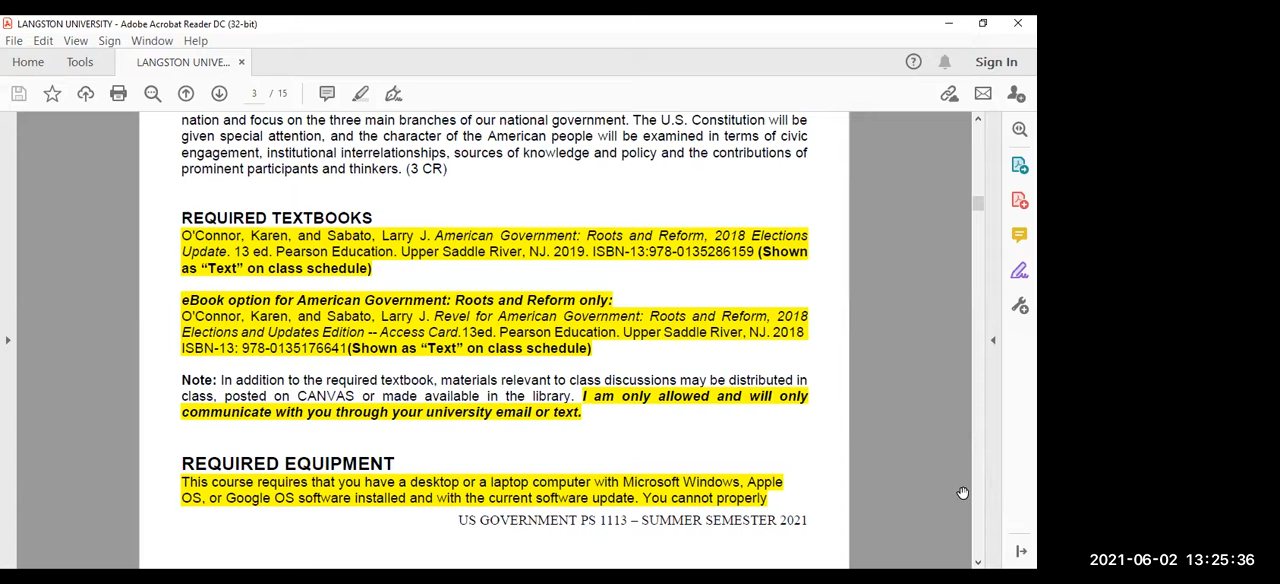 LANGSTON UNIVERSITY - Adobe Acrobat Reader DC (32-bit)
File Edit View Sign Window Help
Home Tools LANGSTON UNIVE... × Sign In
3 / 15
nation and focus on the three main branches of our national government. The U.S. Constitution will be
given special attention, and the character of the American people will be examined in terms of civic
engagement, institutional interrelationships, sources of knowledge and policy and the contributions of
prominent participants and thinkers. (3 CR)
REQUIRED TEXTBOOKS
O'Connor, Karen, and Sabato, Larry J. American Government: Roots and Reform, 2018 Elections
Update. 13 ed. Pearson Education. Upper Saddle River, NJ. 2019. ISBN-13:978-0135286159 (Shown
as “Text” on class schedule)
eBook option for American Government: Roots and Reform only:
O'Connor, Karen, and Sabato, Larry J. Revel for American Government: Roots and Reform, 2018
Elections and Updates Edition -- Access Card.13ed. Pearson Education. Upper Saddle River, NJ. 2018
ISBN-13: 978-0135176641(Shown as “Text” on class schedule)
Note: In addition to the required textbook, materials relevant to class discussions may be distributed in
class, posted on CANVAS or made available in the library. I am only allowed and will only
communicate with you through your university email or text.
REQUIRED EQUIPMENT
This course requires that you have a desktop or a laptop computer with Microsoft Windows, Apple
OS, or Google OS software installed and with the current software update. You cannot properly
US GOVERNMENT PS 1113 – SUMMER SEMESTER 2021
2021-06-02 13:25:36